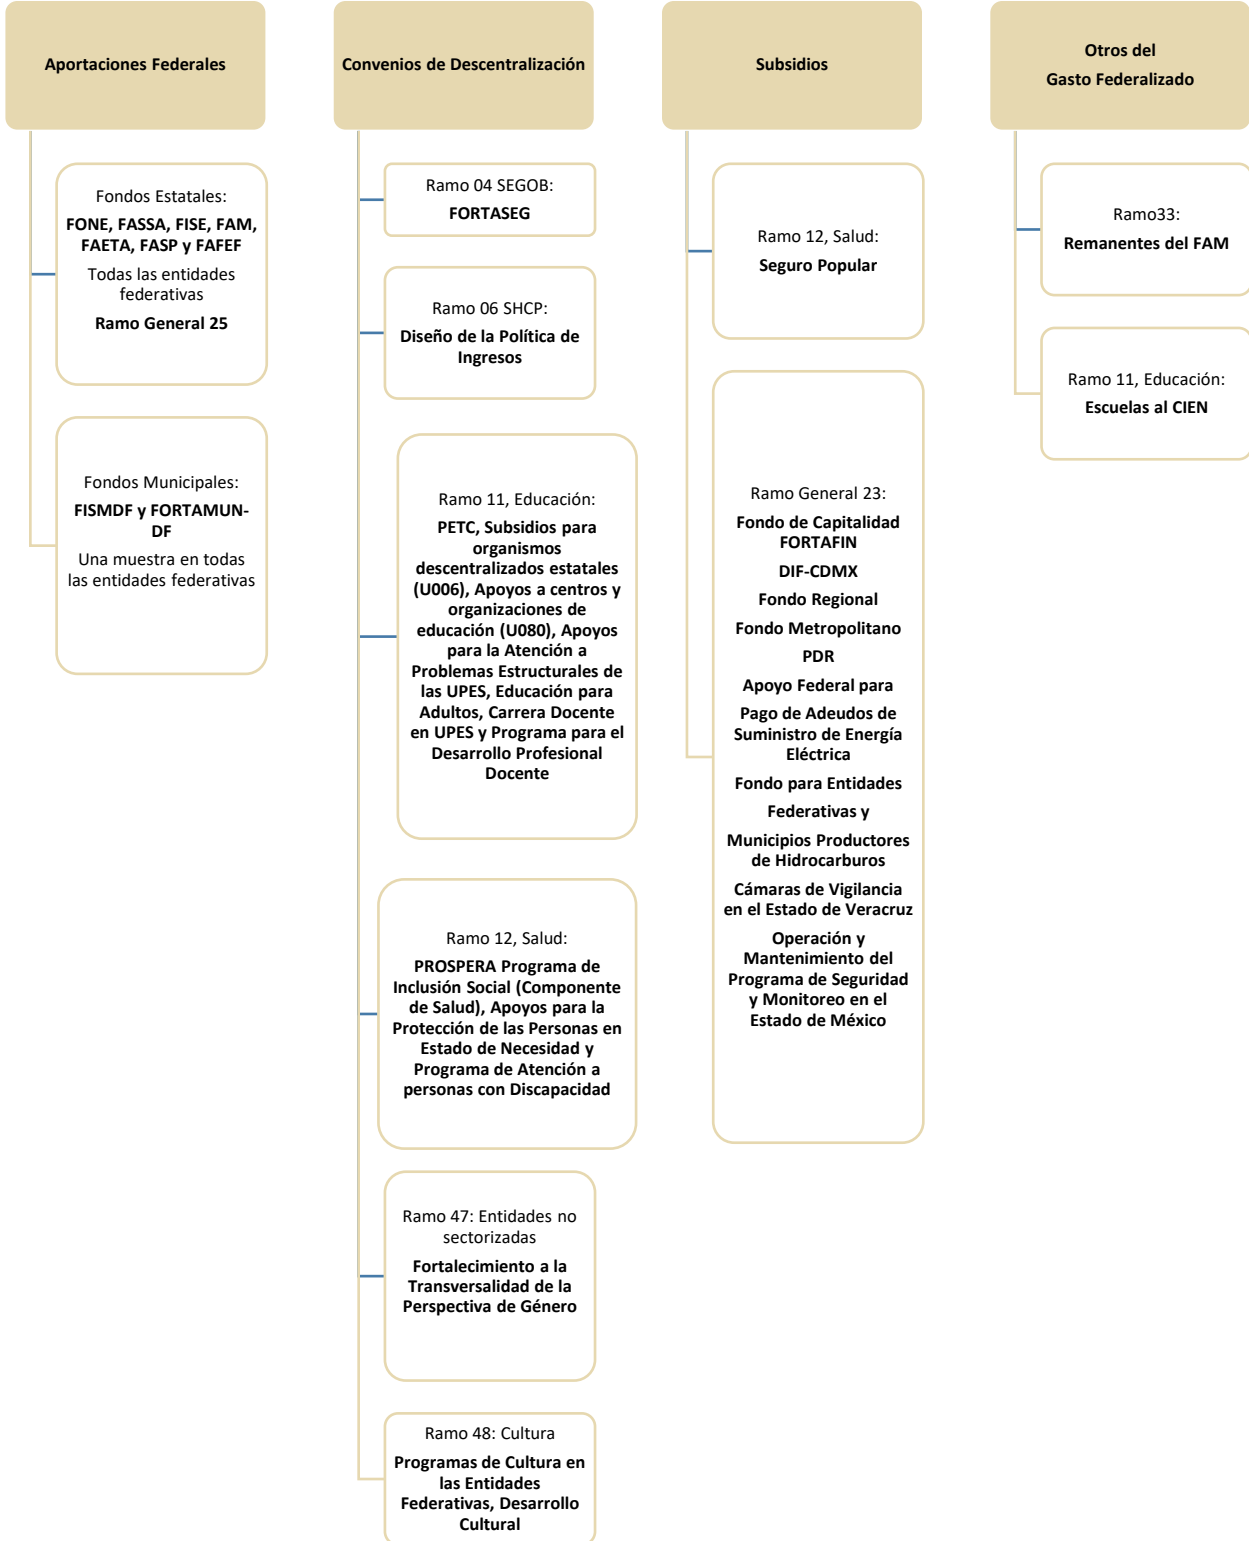 Aportaciones Federales
Fondos Estatales:
FONE, FASSA, FISE, FAM,
FAETA, FASP y FAFEF
Todas las entidades
federativas
Ramo General 25
Fondos Municipales:
FISMDF y FORTAMUN-
DF
Una muestra en todas
las entidades federativas
Convenios de Descentralización
Ramo 04 SEGOB:
FORTASEG
Ramo 06 SHCP:
Diseño de la Política de
Ingresos
Ramo 11, Educación:
PETC, Subsidios para
organismos
descentralizados estatales
(U006), Apoyos a centros y
organizaciones de
educación (U080), Apoyos
para la Atención a
Problemas Estructurales de
las UPES, Educación para
Adultos, Carrera Docente
en UPES y Programa para el
Desarrollo Profesional
Docente
Ramo 12, Salud:
PROSPERA Programa de
Inclusión Social (Componente
de Salud), Apoyos para la
Protección de las Personas en
Estado de Necesidad y
Programa de Atención a
personas con Discapacidad
Ramo 47: Entidades no
sectorizadas
Fortalecimiento a la
Transversalidad de la
Perspectiva de Género
Ramo 48: Cultura
Programas de Cultura en
las Entidades
Federativas, Desarrollo
Cultural
Subsidios
Ramo 12, Salud:
Seguro Popular
Ramo General 23:
Fondo de Capitalidad
FORTAFIN
DIF-CDMX
Fondo Regional
Fondo Metropolitano
PDR
Apoyo Federal para
Pago de Adeudos de
Suministro de Energía
Eléctrica
Fondo para Entidades
Federativas y
Municipios Productores
de Hidrocarburos
Cámaras de Vigilancia
en el Estado de Veracruz
Operación y
Mantenimiento del
Programa de Seguridad
y Monitoreo en el
Estado de México
Otros del
Gasto Federalizado
Ramo33:
Remanentes del FAM
Ramo 11, Educación:
Escuelas al CIEN